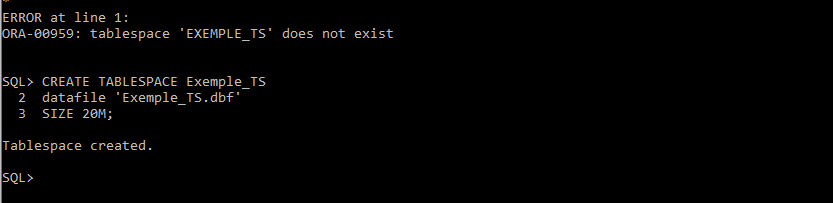 *
ERROR at line 1:
ORA-00959: tablespace 'EXEMPLE_TS' does not exist
SQL> CREATE TABLESPACE Exemple_TS
2 datafile 'Exemple_TS.dbf'
3 SIZE 20M;
Tablespace created.
SQL>